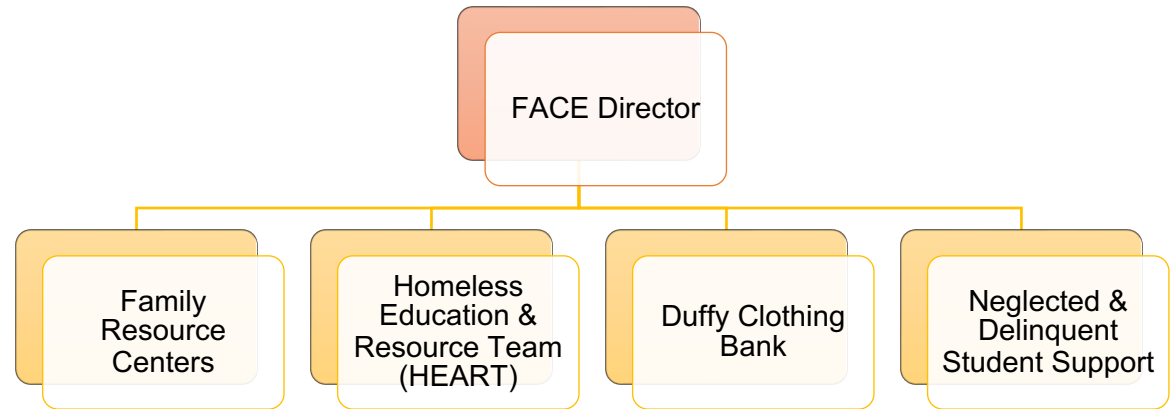 FACE Director
Family
Resource
Centers
Homeless
Education &
Resource Team
(HEART)
Duffy Clothing
Bank
Neglected &
Delinquent
Student Support